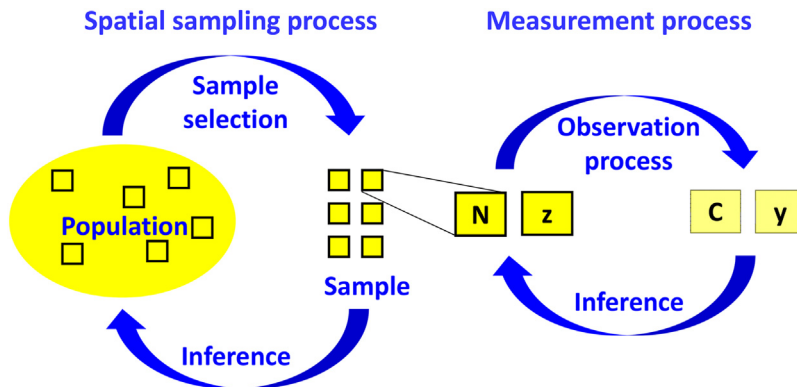 Spatial sampling process
Measurement process
Sample
selection
Observation
process
Population
N
z
C
y
Sample
Inference
Inference